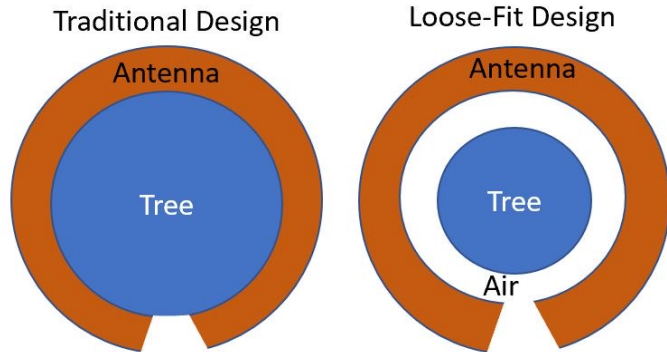 Traditional Design
Antenna
Tree
Loose-Fit Design
Antenna
Tree
Air